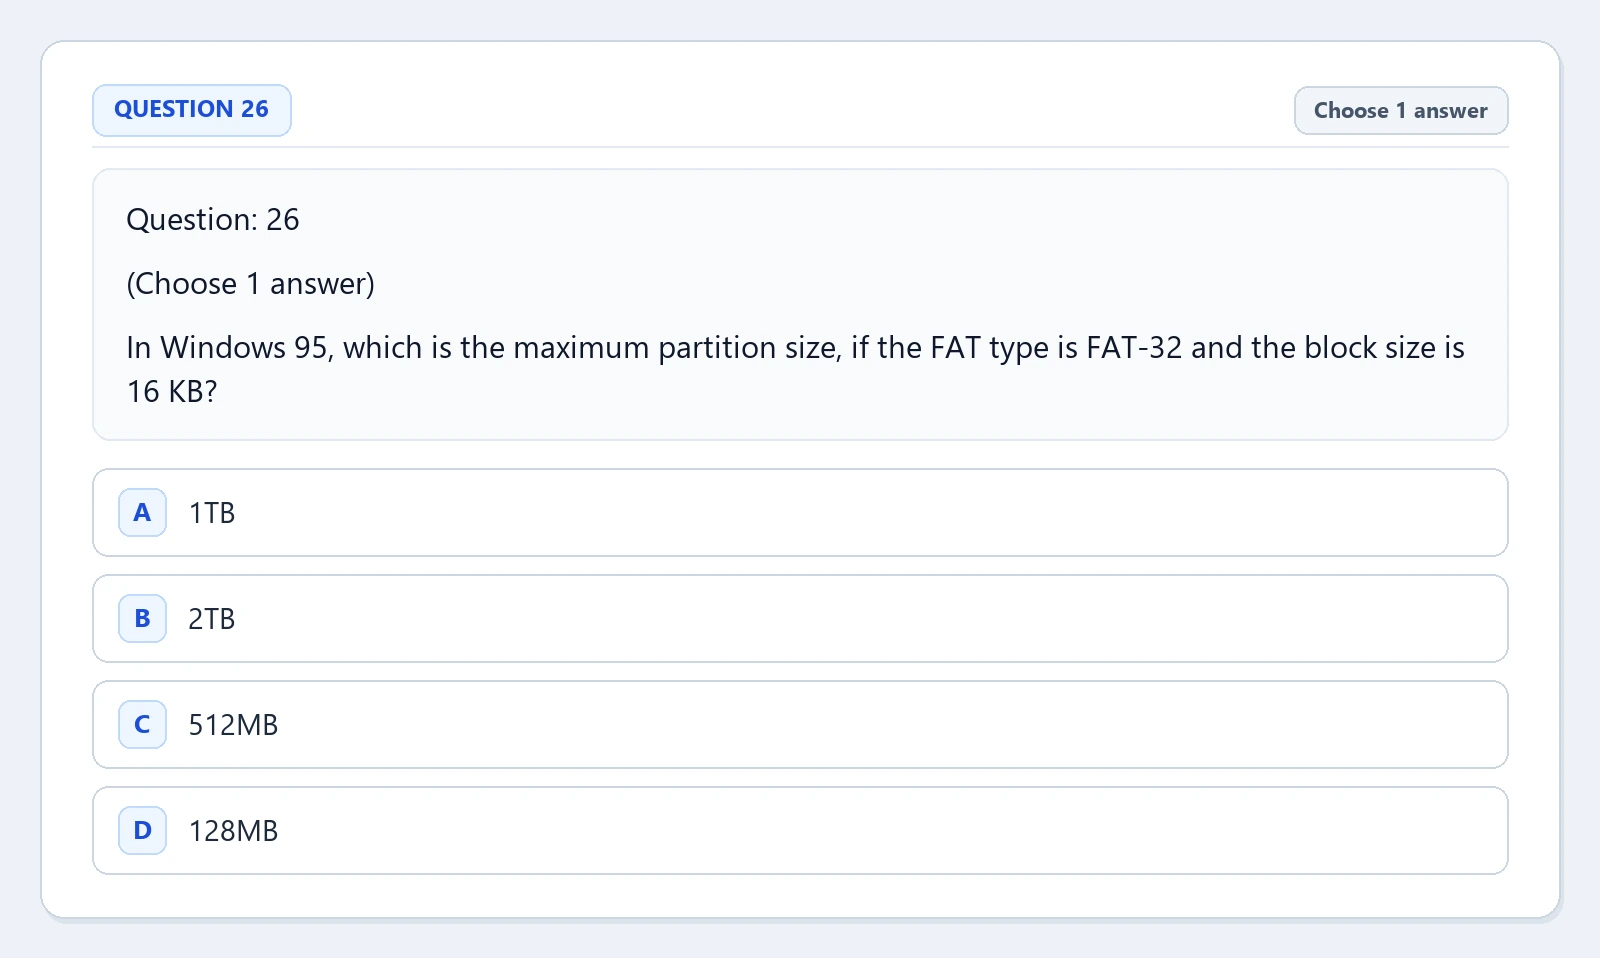 QUESTION 26
Choose 1 answer
Question: 26
(Choose 1 answer)
In Windows 95, which is the maximum partition size, if the FAT type is FAT-32 and the block size is
16 KB?
A 1TB
B 2TB
C 512MB
D 128MB